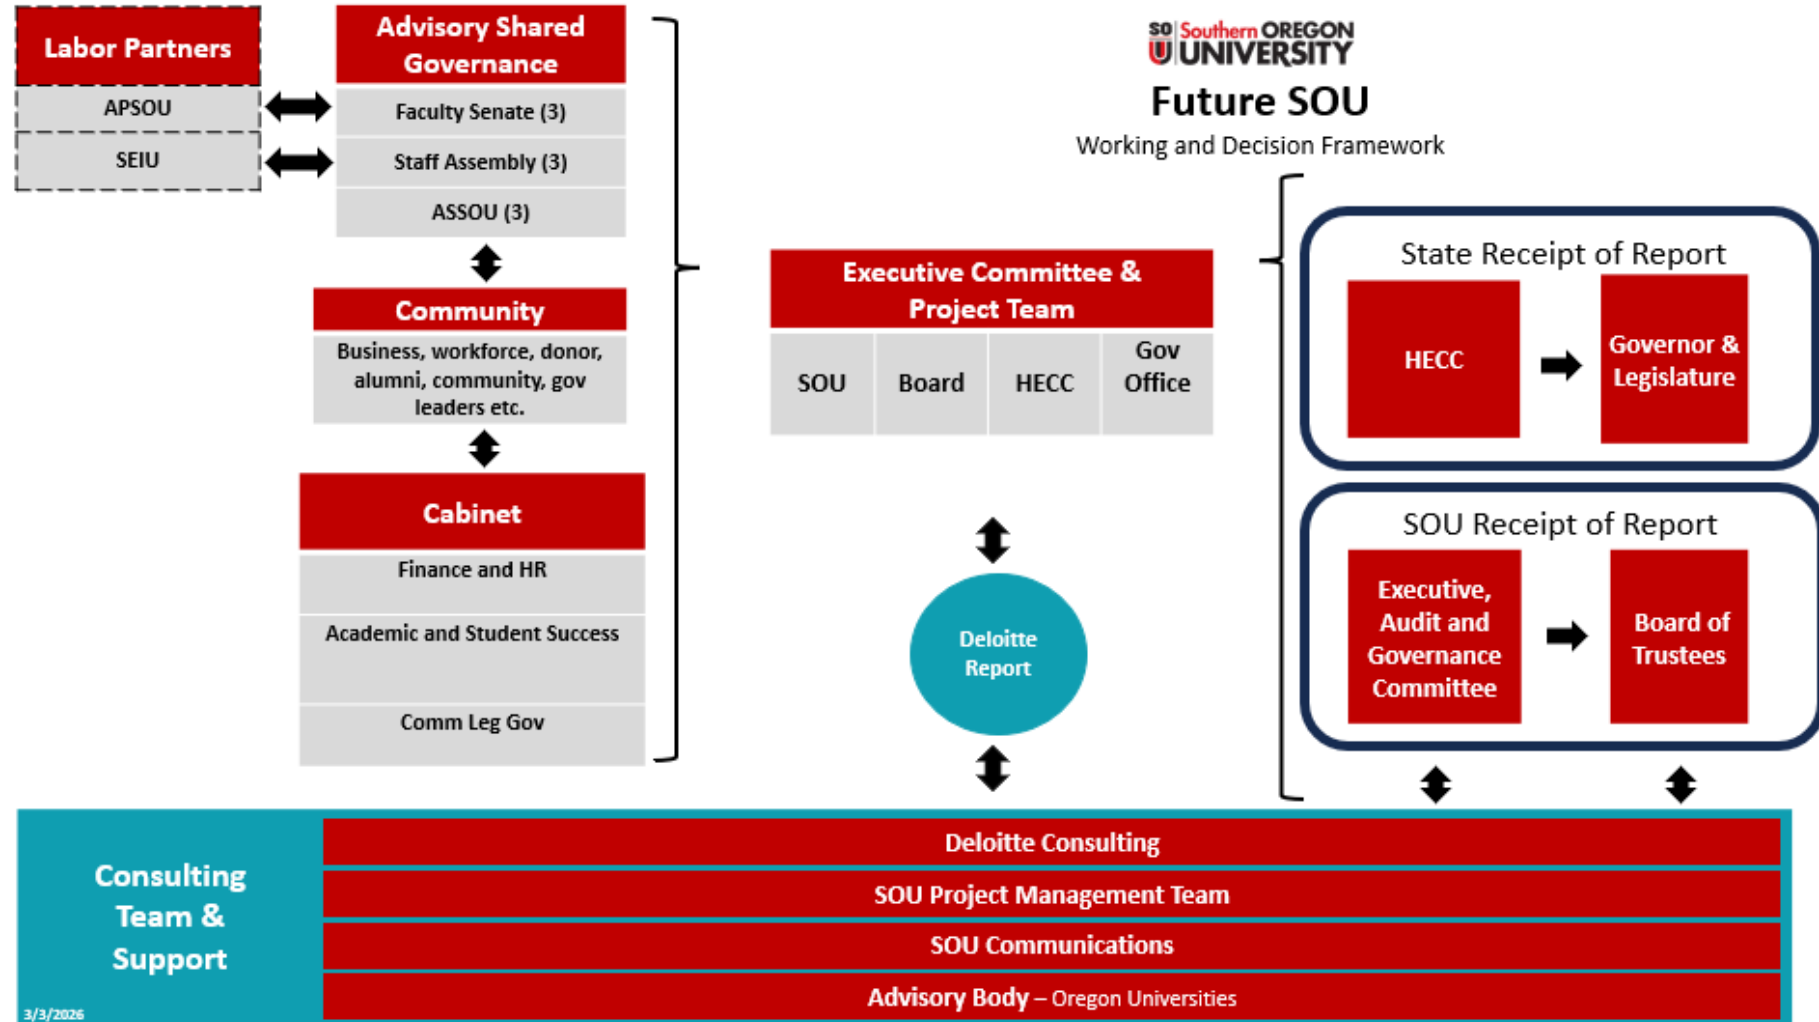 Labor Partners
APSOU
SEIU
Advisory Shared
Governance
Faculty Senate (3)
Staff Assembly (3)
ASSOU (3)
Community
Business, workforce, donor,
alumni, community, gov
leaders etc.
Cabinet
Finance and HR
Academic and Student Success
Comm Leg Gov
SO
U
Southern OREGON
UNIVERSITY
Future SOU
Working and Decision Framework
Executive Committee &
Project Team
SOU
Board
HECC
Gov
Office
Deloitte
Report
State Receipt of Report
HECC
Governor &
Legislature
SOU Receipt of Report
Executive,
Audit and
Governance
Committee
Board of
Trustees
Consulting
Team &
Support
3/3/2026
Deloitte Consulting
SOU Project Management Team
SOU Communications
Advisory Body – Oregon Universities